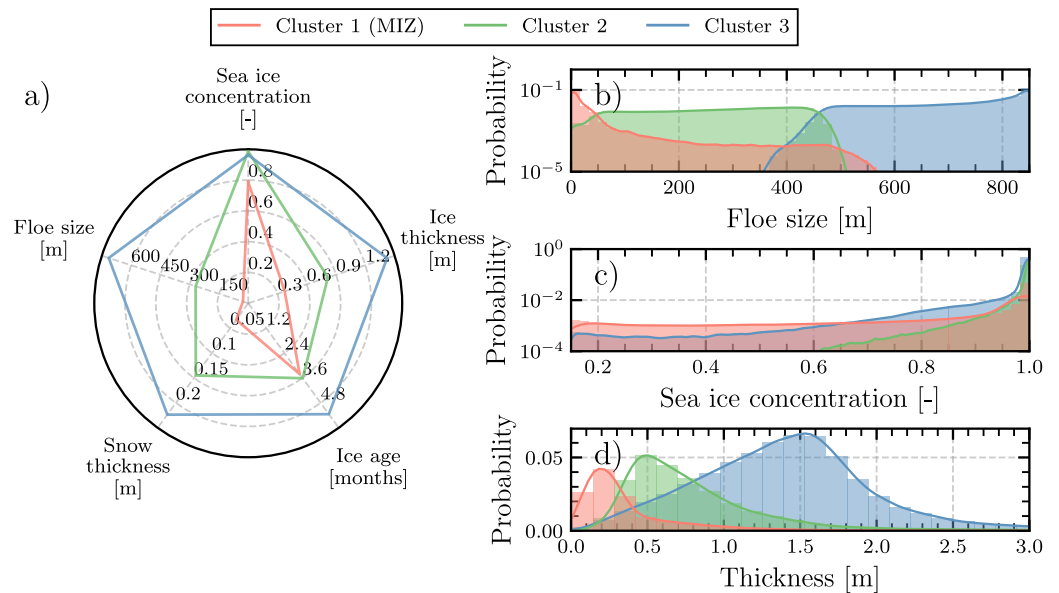 Cluster 1 (MIZ) Cluster 2 Cluster 3
a)
Sea ice
concentration
[-]
0.8
0.6
0.4
0.2
Ice
thickness
[m]
1.2
0.9
0.6
0.3
Floe size
[m]
600
450
300
150
0.05
0.1
0.15
0.2
Snow
thickness
[m]
1.2
2.4
3.6
4.8
Ice age
[months]
b)
Probability
10⁻¹
10⁻⁵
0 200 400 600 800
Floe size [m]
c)
Probability
10⁰
10⁻²
10⁻⁴
0.2 0.4 0.6 0.8 1.0
Sea ice concentration [-]
d)
Probability
0.05
0.00
0.0 0.5 1.0 1.5 2.0 2.5 3.0
Thickness [m]